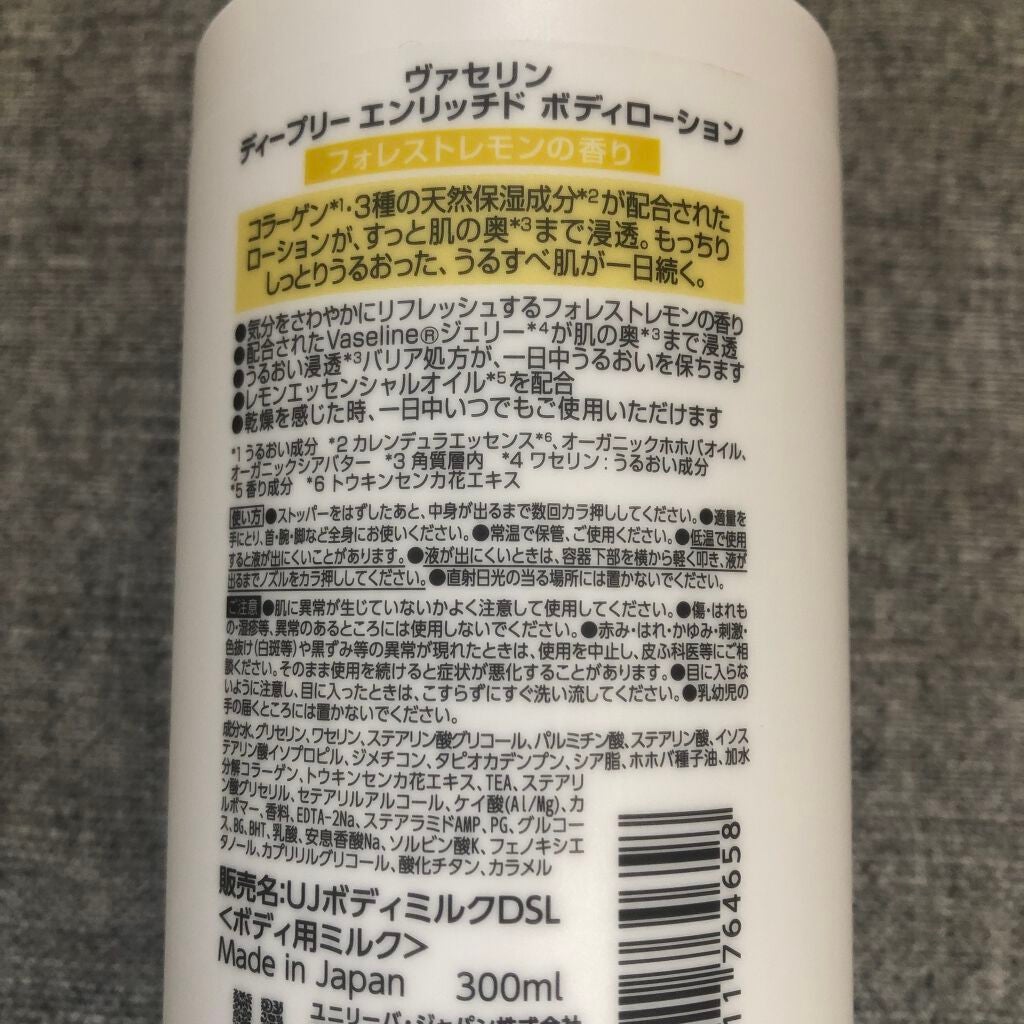 ヴァセリン
ディープリー エンリッチド ボディローション
フォレストレモンの香り
コラーゲン*1・3種の天然保湿成分*2が配合された
ローションが、すっと肌の奥*3まで浸透。もっちり
しっとりうるおった、うるすべ肌が一日続く。
●気分をさわやかにリフレッシュするフォレストレモンの香り
●配合されたVaseline®ジェリー*4が肌の奥*3まで浸透
●うるおい浸透*3バリア処方が、一日中うるおいを保ちます
●レモンエッセンシャルオイル*5を配合
●乾燥を感じた時、一日中いつでもご使用いただけます
*1 うるおい成分 *2 カレンデュラエッセンス*6、オーガニックホホバオイル、
オーガニックシアバター *3 角質層内 *4 ワセリン：うるおい成分
*5 香り成分 *6 トウキンセンカ花エキス
使い方●ストッパーをはずしたあと、中身が出るまで数回カラ押ししてください。●適量を
手にとり、首・腕・脚など全身にお使いください。●常温で保管、ご使用ください。●低温で使用
すると液が出にくいことがあります。●液が出にくいときは、容器下部を横から軽く叩き、液が
出るまでノズルをカラ押ししてください。●直射日光の当る場所には置かないでください。
ご注意●肌に異常が生じていないかよく注意して使用してください。●傷・はれも
の・湿疹等、異常のあるところには使用しないでください。●赤み・はれ・かゆみ・刺激・
色抜け(白斑等)や黒ずみ等の異常が現れたときは、使用を中止し、皮ふ科医等にご相
談ください。そのまま使用を続けると症状が悪化することがあります。●目に入らな
いように注意し、目に入ったときは、こすらずにすぐ洗い流してください。●乳幼児の
手の届くところには置かないでください。
成分:水、グリセリン、ワセリン、ステアリン酸グリコール、パルミチン酸、ステアリン酸、イソス
テアリン酸イソプロピル、ジメチコン、タピオカデンプン、シア脂、ホホバ種子油、加水
分解コラーゲン、トウキンセンカ花エキス、TEA、ステアリ
ン酸グリセリル、セテアリルアルコール、ケイ酸(Al/Mg)、カ
ルボマー、香料、EDTA-2Na、ステアラミドAMP、PG、グルコー
ス、BG、BHT、乳酸、安息香酸Na、ソルビン酸K、フェノキシエ
タノール、カプリリルグリコール、酸化チタン、カラメル
販売名:UJボディミルクDSL
<ボディ用ミルク>
Made in Japan 300ml
ユニリーバ・ジャパン株式会社
11764658